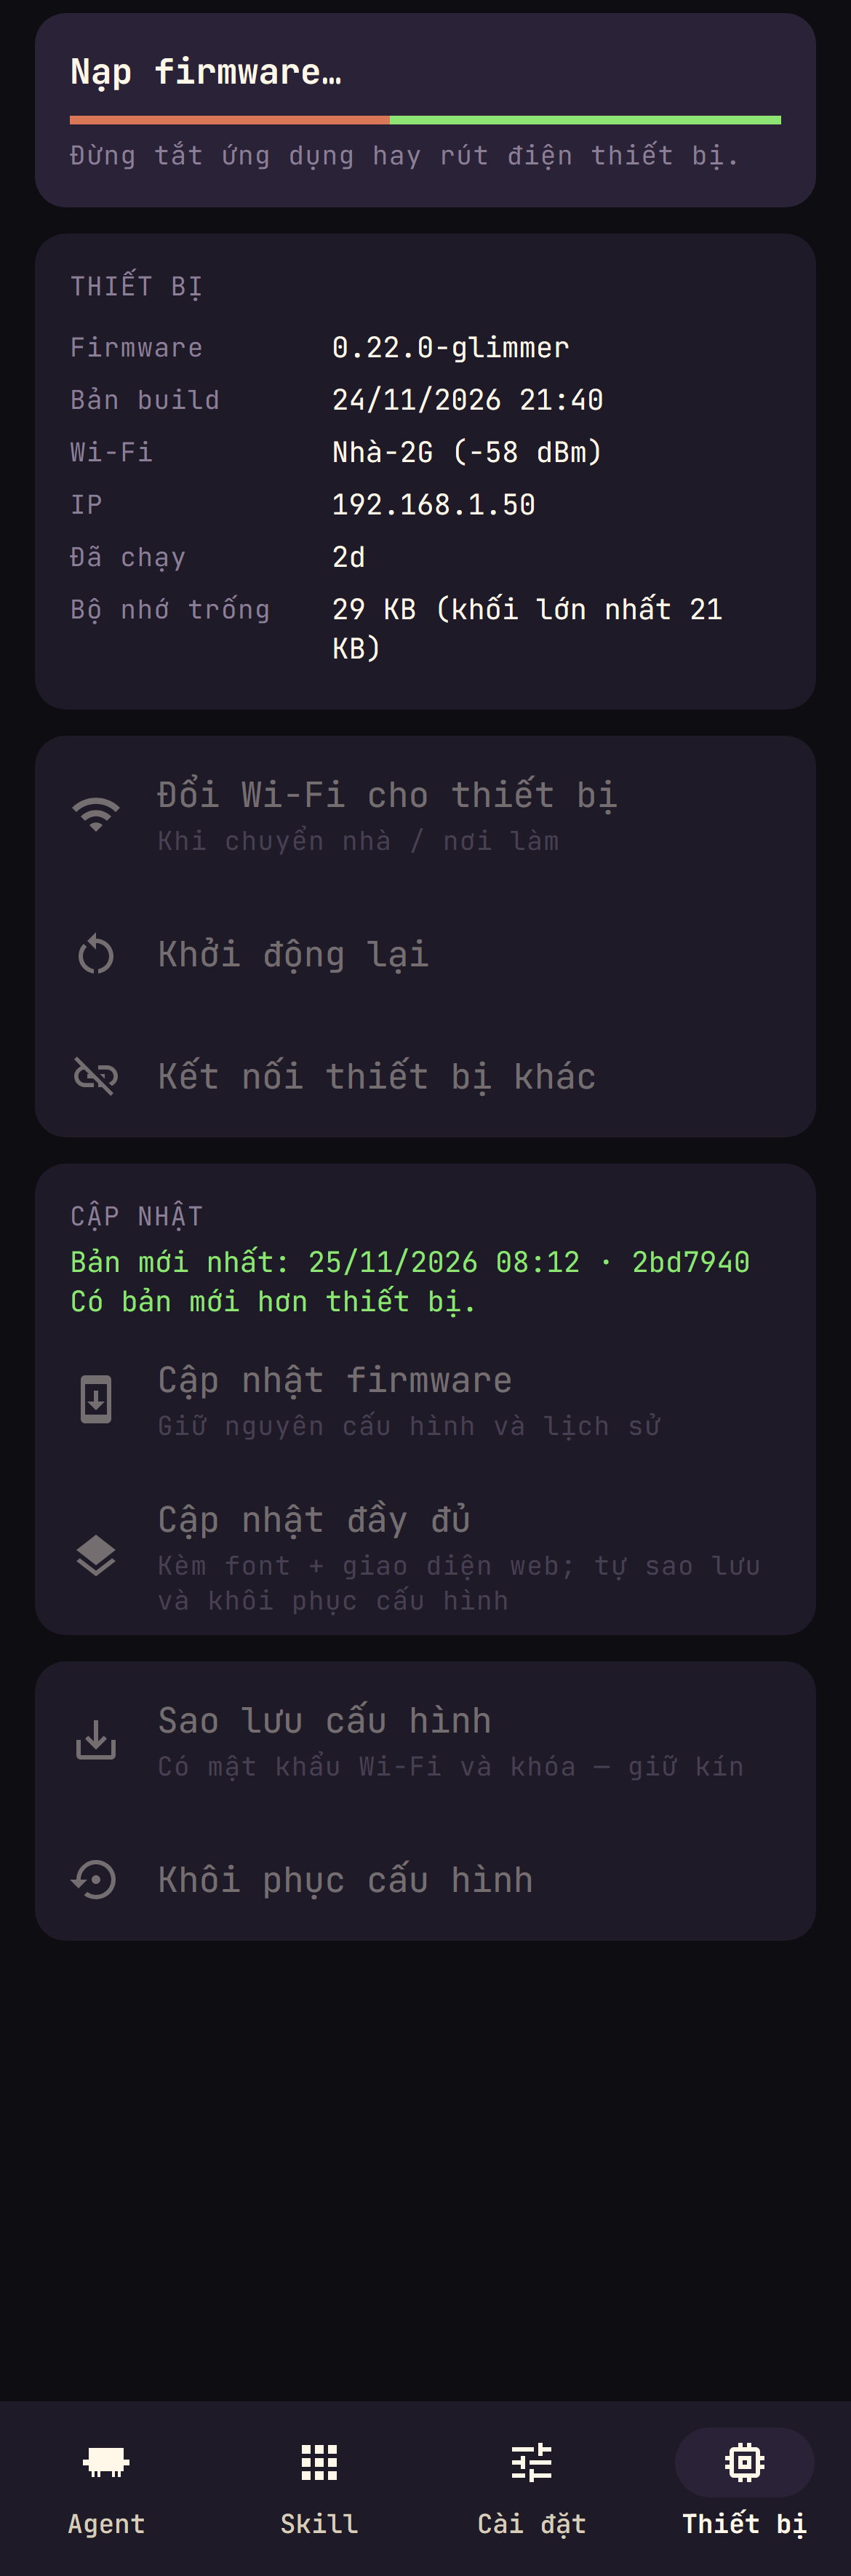 Nạp firmware…
Đừng tắt ứng dụng hay rút điện thiết bị.
THIẾT BỊ
Firmware 0.22.0-glimmer
Bản build 24/11/2026 21:40
Wi-Fi Nhà-2G (-58 dBm)
IP 192.168.1.50
Đã chạy 2d
Bộ nhớ trống 29 KB (khối lớn nhất 21
KB)
Đổi Wi-Fi cho thiết bị
Khi chuyển nhà / nơi làm
Khởi động lại
Kết nối thiết bị khác
CẬP NHẬT
Bản mới nhất: 25/11/2026 08:12 · 2bd7940
Có bản mới hơn thiết bị.
Cập nhật firmware
Giữ nguyên cấu hình và lịch sử
Cập nhật đầy đủ
Kèm font + giao diện web; tự sao lưu
và khôi phục cấu hình
Sao lưu cấu hình
Có mật khẩu Wi-Fi và khóa — giữ kín
Khôi phục cấu hình
Agent Skill Cài đặt Thiết bị